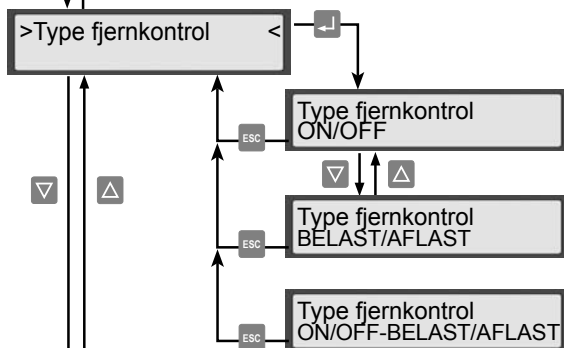 >Type fjernkontrol <
Type fjernkontrol
ON/OFF
ESC
Type fjernkontrol
BELAST/AFLAST
ESC
Type fjernkontrol
ON/OFF-BELAST/AFLAST
ESC